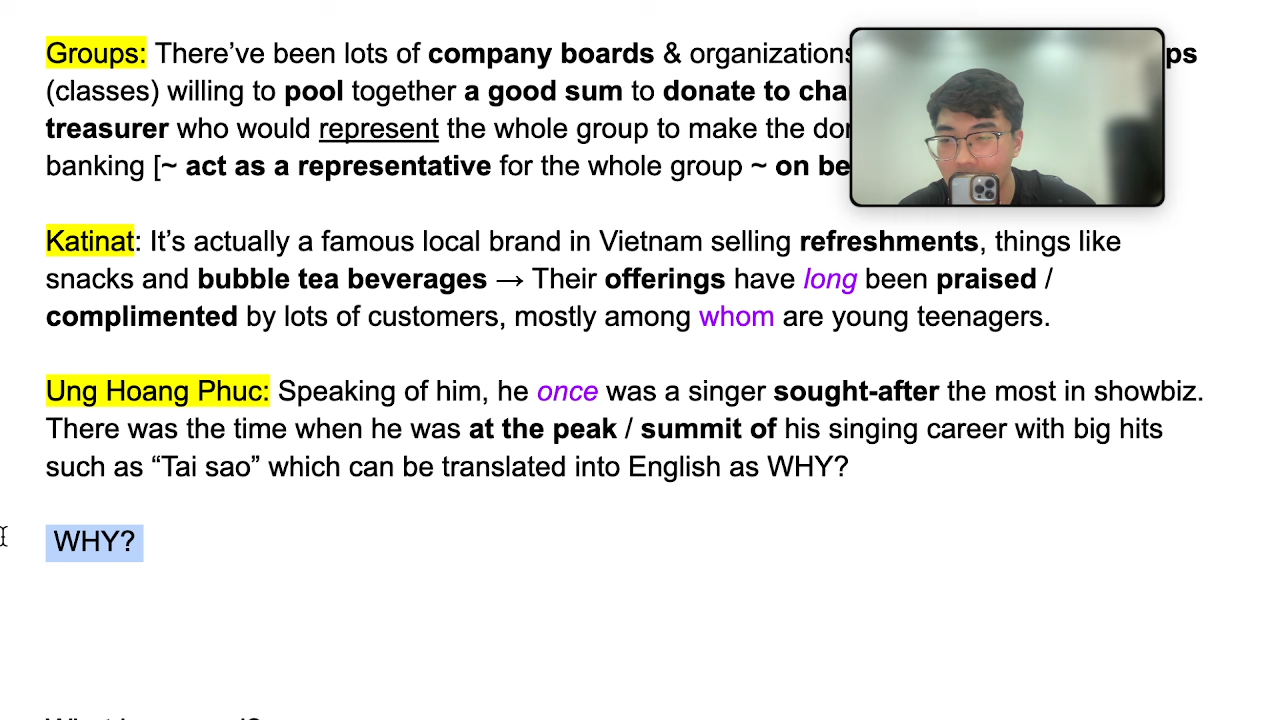 Groups: There’ve been lots of company boards & organizations ps
(classes) willing to pool together a good sum to donate to
treasurer who would represent the whole group to make the
banking [~ act as a representative for the whole group ~ on
Katinat: It’s actually a famous local brand in Vietnam selling refreshments, things like
snacks and bubble tea beverages → Their offerings have long been praised /
complimented by lots of customers, mostly among whom are young teenagers.
Ung Hoang Phuc: Speaking of him, he once was a singer sought-after the most in showbiz.
There was the time when he was at the peak / summit of his singing career with big hits
such as “Tai sao” which can be translated into English as WHY?
WHY?